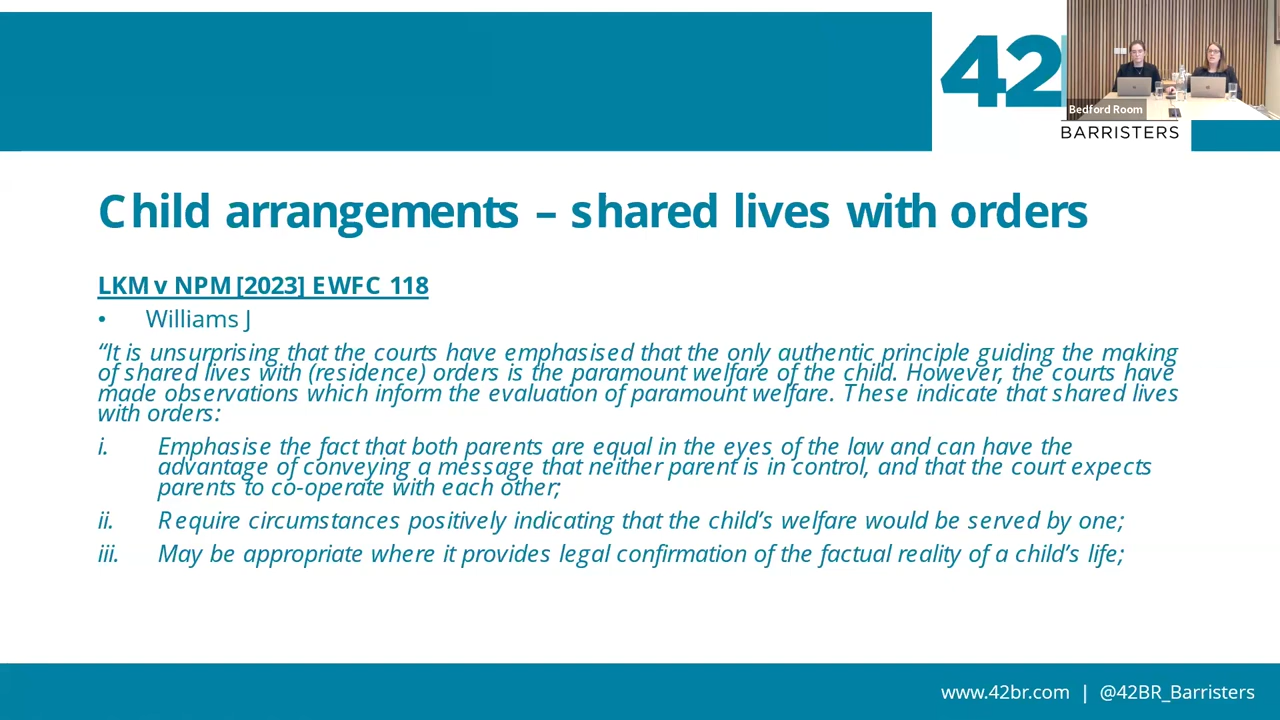 42
Bedford Room
BARRISTERS
Child arrangements – shared lives with orders
LKM v NPM [2023] EWFC 118
• Williams J
“It is unsurprising that the courts have emphasised that the only authentic principle guiding the making
of shared lives with (residence) orders is the paramount welfare of the child. However, the courts have
made observations which inform the evaluation of paramount welfare. These indicate that shared lives
with orders:
i. Emphasise the fact that both parents are equal in the eyes of the law and can have the
advantage of conveying a message that neither parent is in control, and that the court expects
parents to co-operate with each other;
ii. Require circumstances positively indicating that the child’s welfare would be served by one;
iii. May be appropriate where it provides legal confirmation of the factual reality of a child’s life;
www.42br.com | @42BR_Barristers